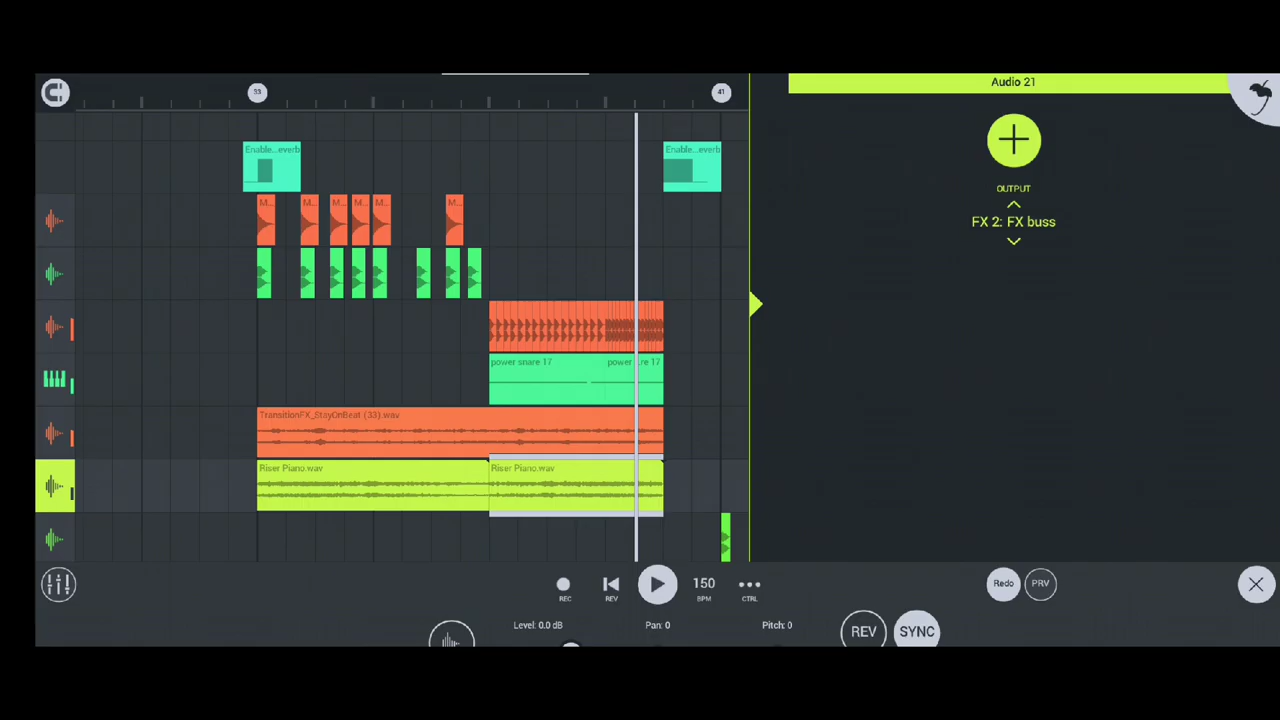 33
41
Audio 21
Enable...everb
Enable...everb
OUTPUT
M...
M...
M...
M...
M...
M...
FX 2: FX buss
power snare 17
power
re 17
TransitionFX_StayOnBeat (33).wav
Riser Piano.wav
Riser Piano.wav
150
Redo
PRV
REC
REV
BPM
CTRL
Level: 0.0 dB
Pan: 0
Pitch: 0
REV
SYNC